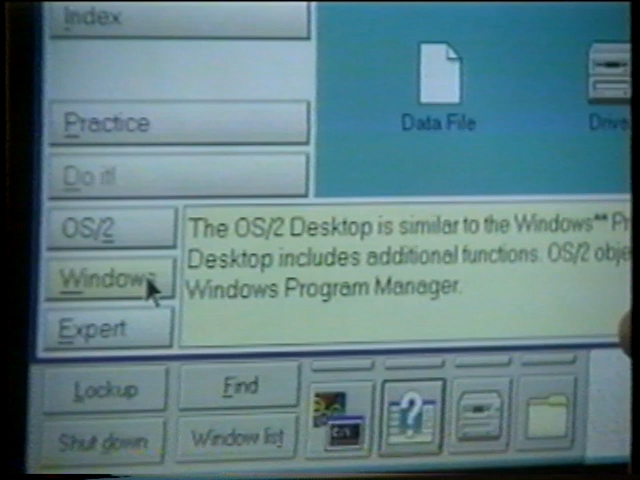 Index
Data File
Drive
Practice
Do it!
OS/2
The OS/2 Desktop is similar to the Windows** Pr
Desktop includes additional functions. OS/2 obje
Windows Program Manager.
Windows
Expert
Lockup
Find
Shut down
Window list